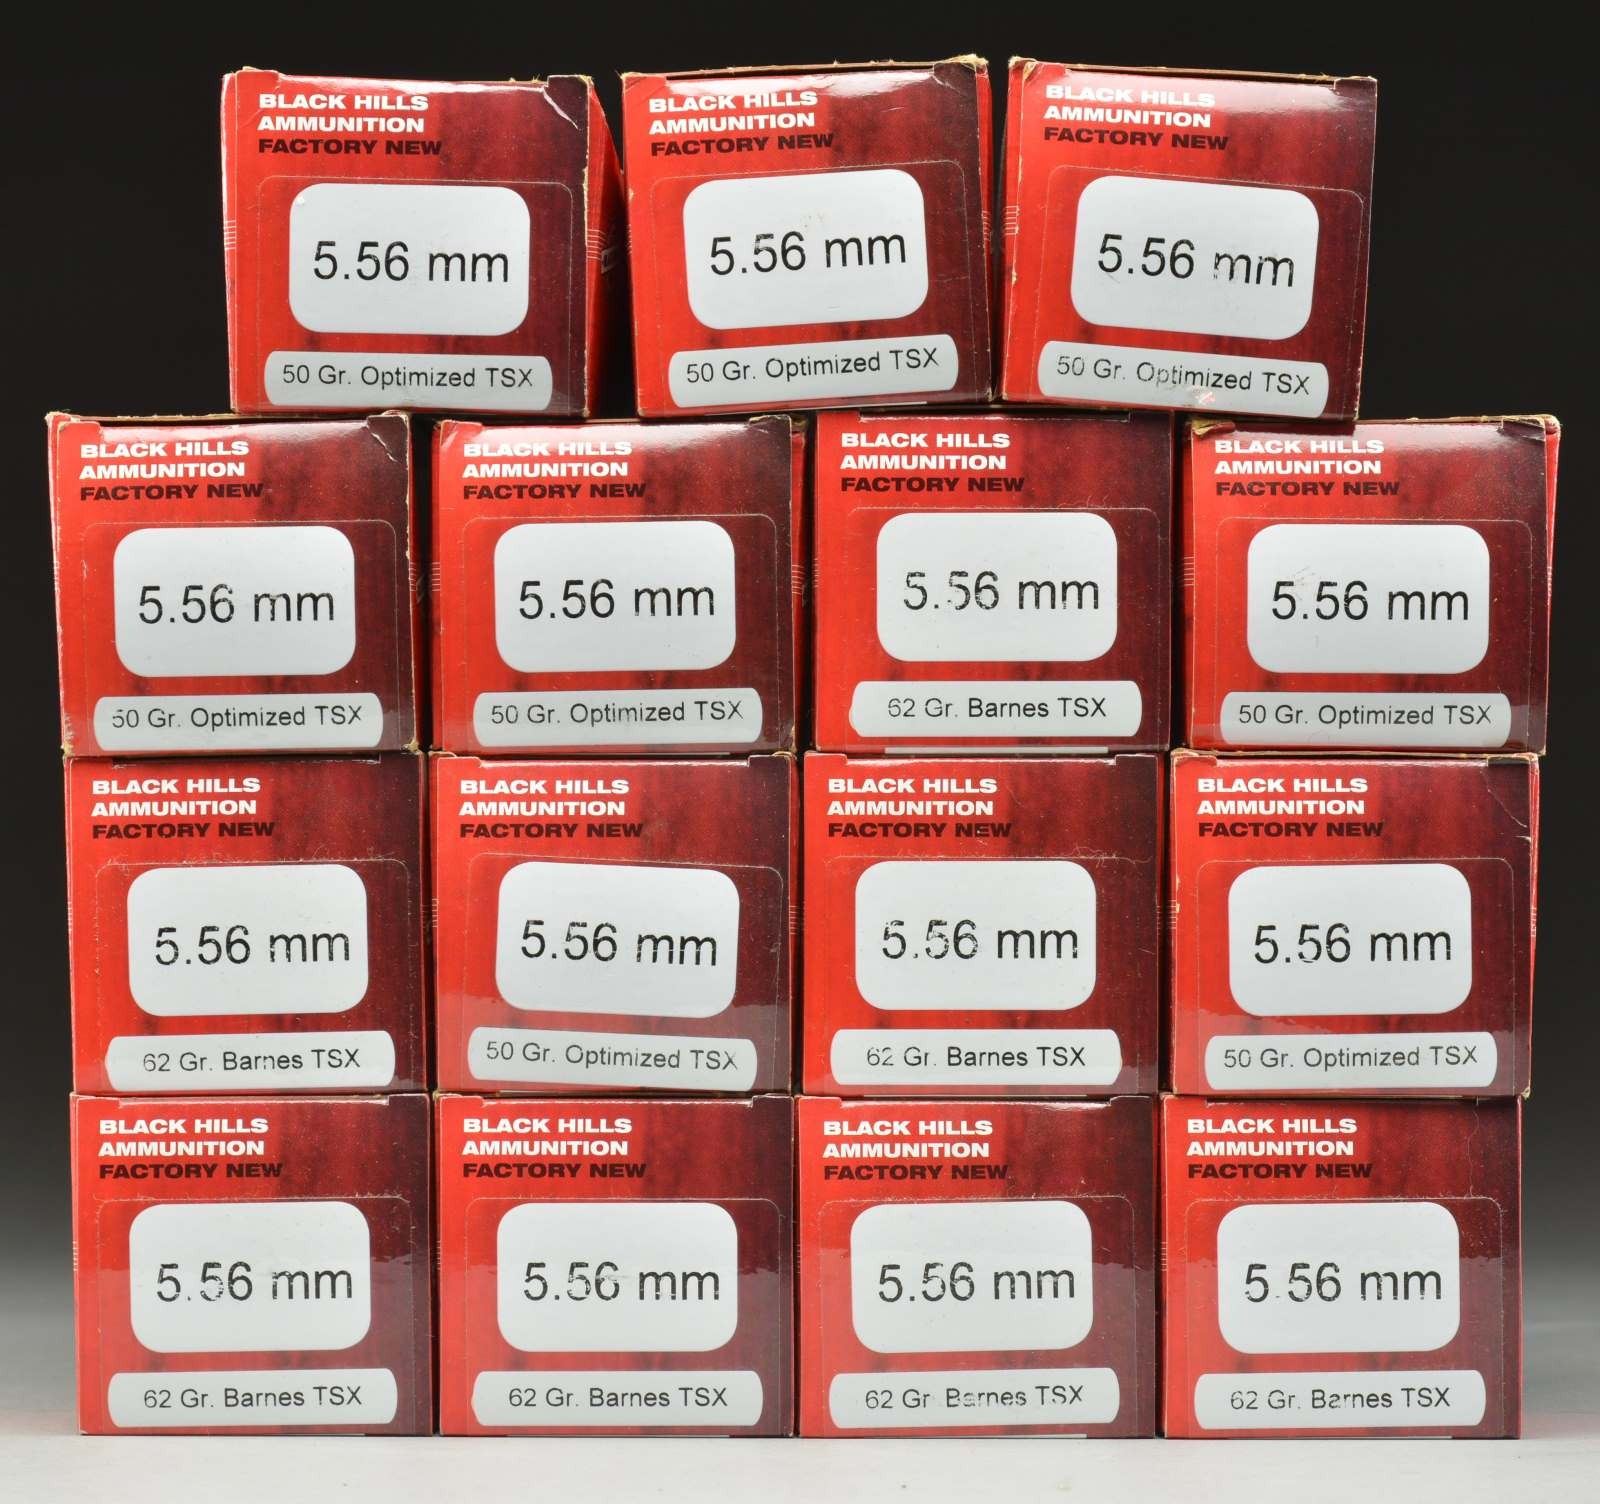 BLACK HILLS
AMMUNITION
FACTORY NEW
5.56 mm
50 Gr. Optimized TSX
BLACK HILLS
AMMUNITION
FACTORY NEW
5.56 mm
50 Gr. Optimized TSX
BLACK HILLS
AMMUNITION
FACTORY NEW
5.56 mm
50 Gr. Optimized TSX
BLACK HILLS
AMMUNITION
FACTORY NEW
5.56 mm
50 Gr. Optimized TSX
BLACK HILLS
AMMUNITION
FACTORY NEW
5.56 mm
50 Gr. Optimized TSX
BLACK HILLS
AMMUNITION
FACTORY NEW
5.56 mm
62 Gr. Barnes TSX
BLACK HILLS
AMMUNITION
FACTORY NEW
5.56 mm
50 Gr. Optimized TSX
BLACK HILLS
AMMUNITION
FACTORY NEW
5.56 mm
62 Gr. Barnes TSX
BLACK HILLS
AMMUNITION
FACTORY NEW
5.56 mm
50 Gr. Optimized TSX
BLACK HILLS
AMMUNITION
FACTORY NEW
5.56 mm
62 Gr. Barnes TSX
BLACK HILLS
AMMUNITION
FACTORY NEW
5.56 mm
50 Gr. Optimized TSX
BLACK HILLS
AMMUNITION
FACTORY NEW
5.56 mm
62 Gr. Barnes TSX
BLACK HILLS
AMMUNITION
FACTORY NEW
5.56 mm
62 Gr. Barnes TSX
BLACK HILLS
AMMUNITION
FACTORY NEW
5.56 mm
62 Gr. Barnes TSX
BLACK HILLS
AMMUNITION
FACTORY NEW
5.56 mm
62 Gr. Barnes TSX